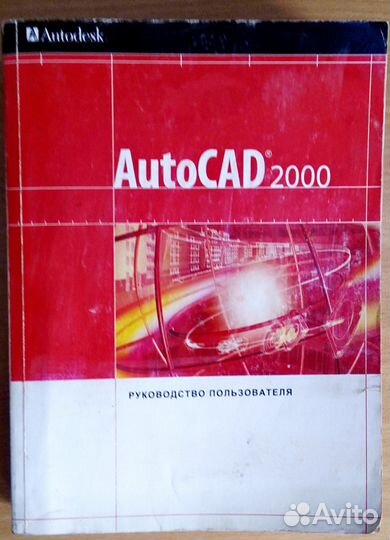 Autodesk
AutoCAD® 2000
РУКОВОДСТВО ПОЛЬЗОВАТЕЛЯ
Avito